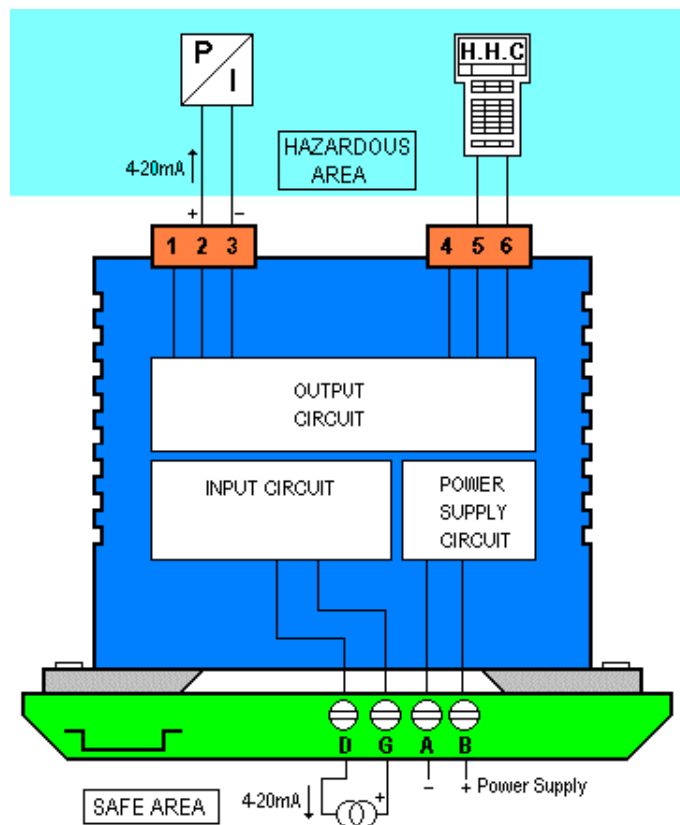 P
I
H.H.C
4-20mA
HAZARDOUS
AREA
+ −
1 2 3
4 5 6
OUTPUT
CIRCUIT
INPUT CIRCUIT
POWER
SUPPLY
CIRCUIT
D G A B
SAFE AREA
4-20mA
+
− + Power Supply